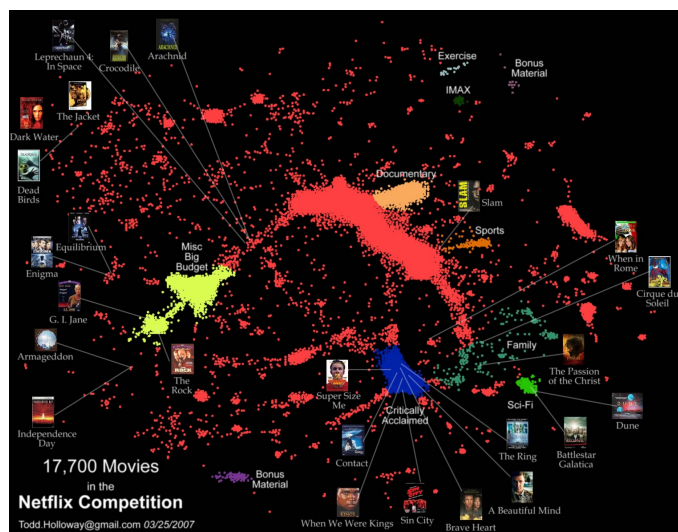 Leprechaun 4:
In Space
Crocodile
Arachnid
Exercise
Bonus
Material
IMAX
The Jacket
Dark Water
Dead
Birds
Documentary
SLAM
Slam
Sports
Equilibrium
Enigma
Misc
Big
Budget
When in
Rome
Cirque du
Soleil
G. I. Jane
Armageddon
The
Rock
Family
The Passion
of the Christ
Super Size
Me
Critically
Acclaimed
Sci-Fi
Dune
Independence
Day
Contact
The Ring
Battlestar
Galatica
17,700 Movies
in the
Netflix Competition
Bonus
Material
A Beautiful Mind
When We Were Kings
Sin City
Brave Heart
Todd.Holloway@gmail.com 03/25/2007